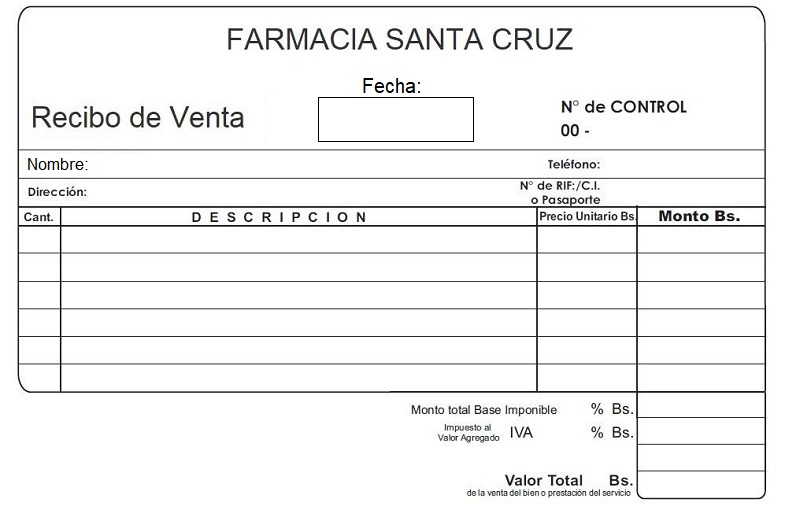 FARMACIA SANTA CRUZ
Fecha:
Recibo de Venta
N° de CONTROL
00 -
Nombre:
Teléfono:
Dirección:
N° de RIF:/C.I.
o Pasaporte
Cant.
DESCRIPCION
Precio Unitario Bs.
Monto Bs.
Monto total Base Imponible % Bs.
Impuesto al
Valor Agregado IVA % Bs.
Valor Total Bs.
de la venta del bien o prestación del servicio